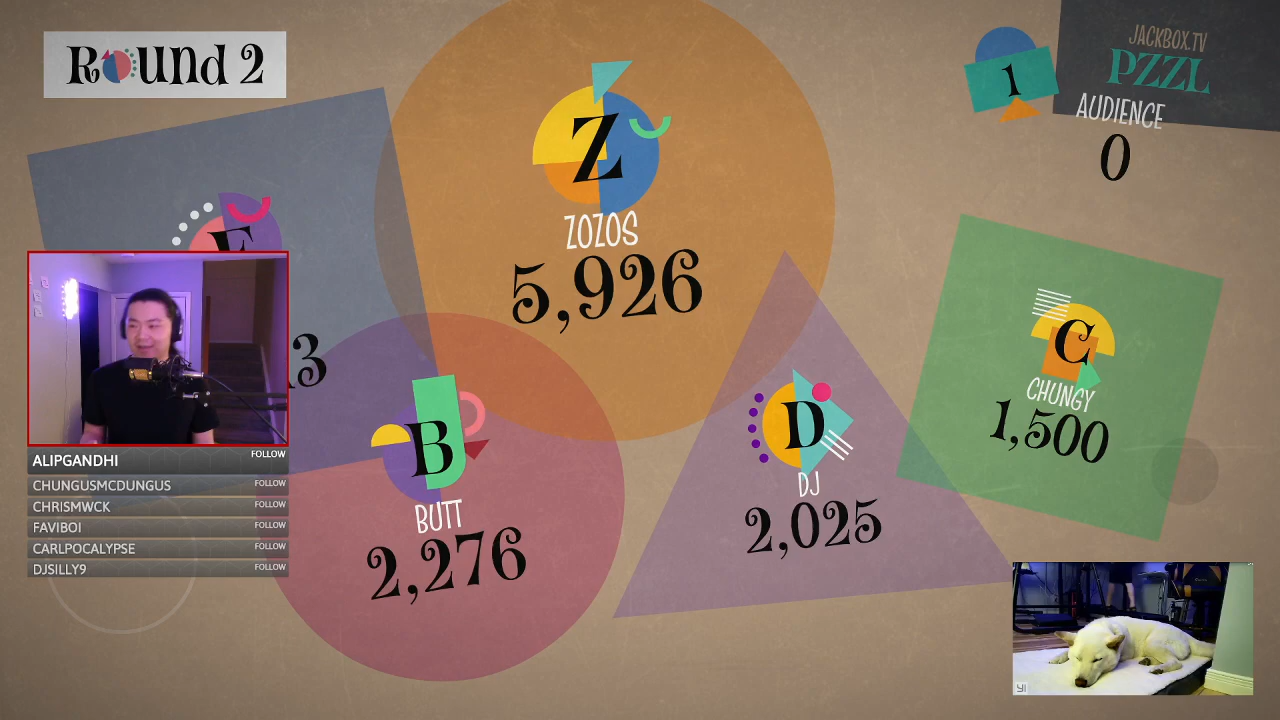 Round 2
1
JACKBOX.TV
PZZL
AUDIENCE
0
Z
ZOZOS
5,926
C
CHUNGY
1,500
B
BUTT
2,276
D
DJ
2,025
ALIPGANDHI FOLLOW
CHUNGUSMCDUNGUS FOLLOW
CHRISMWCK FOLLOW
FAVIBOI FOLLOW
CARLPOCALYPSE FOLLOW
DJSILLY9 FOLLOW
YI